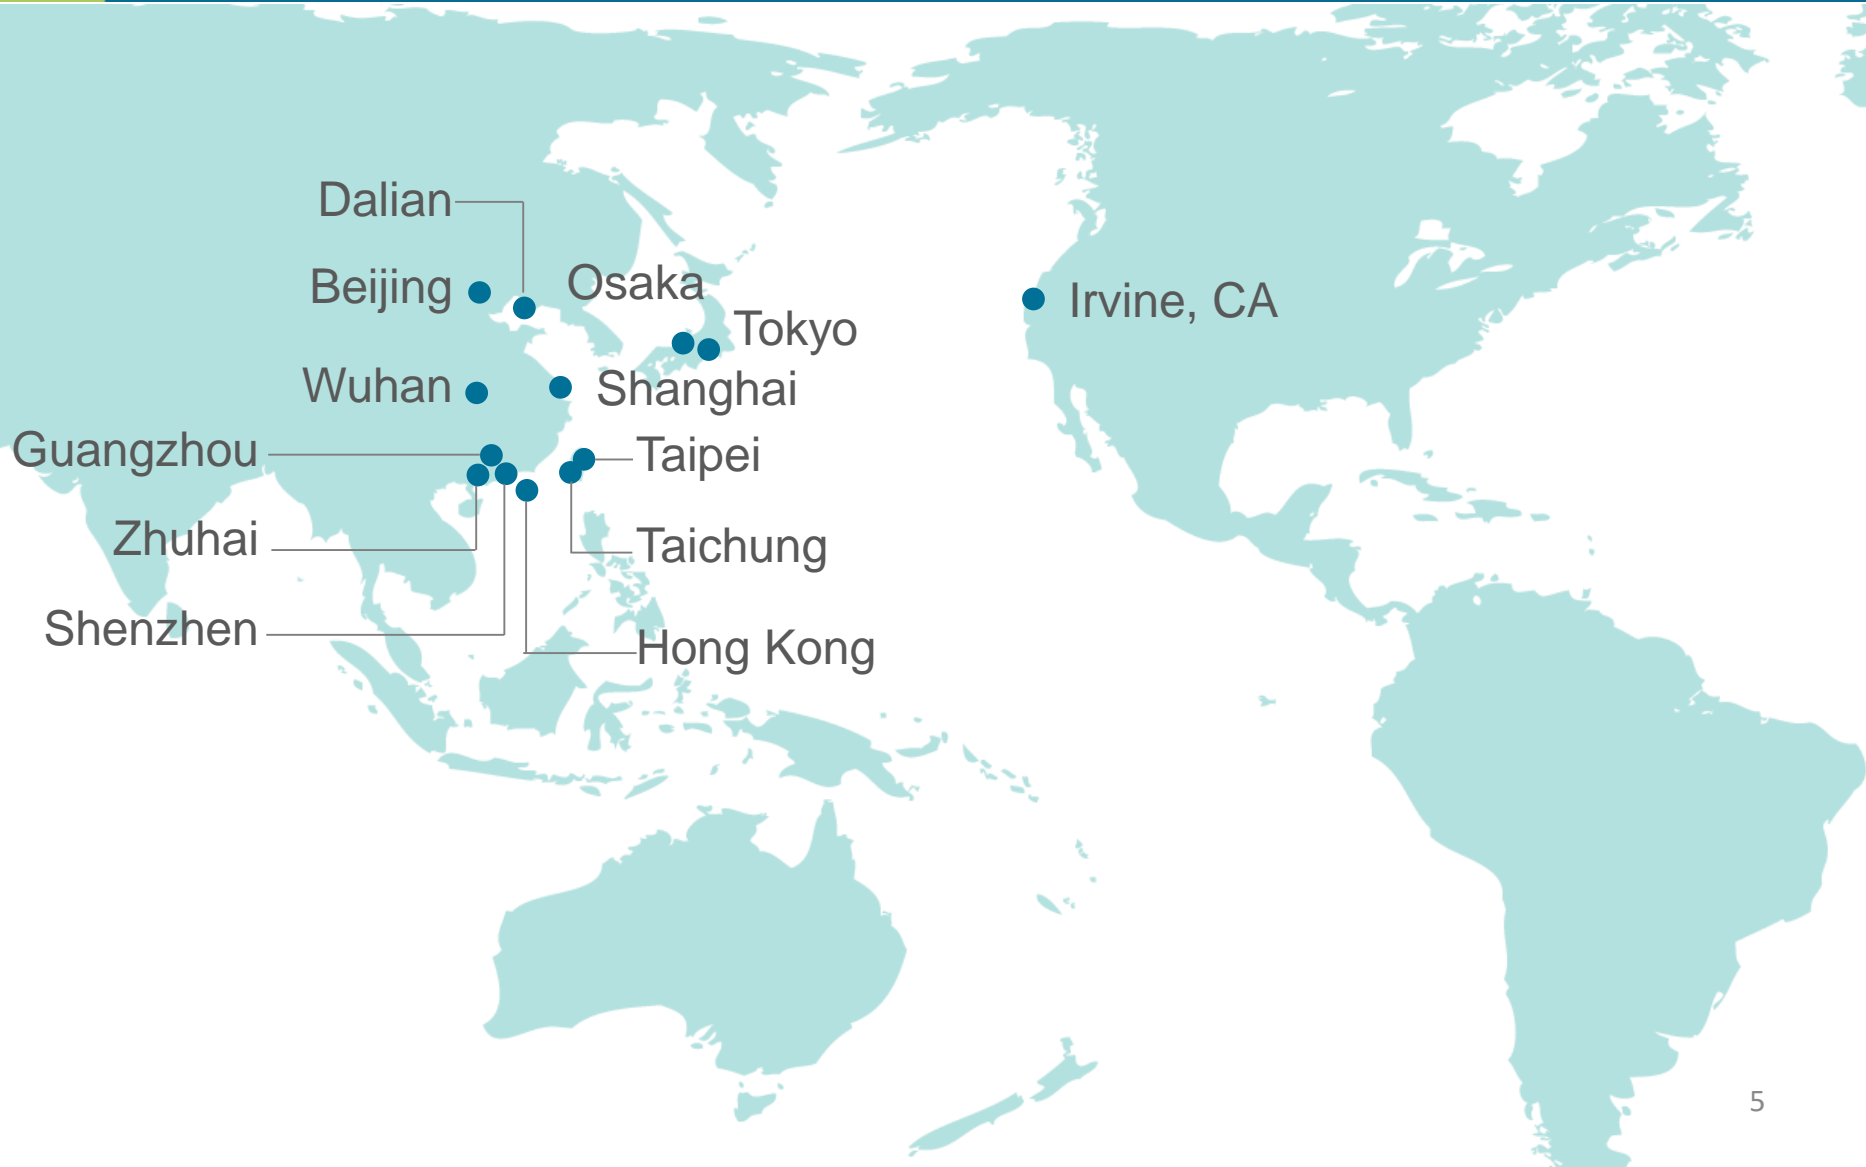 Dalian
Beijing
Osaka
Irvine, CA
Tokyo
Wuhan
Shanghai
Guangzhou
Taipei
Zhuhai
Taichung
Shenzhen
Hong Kong
5